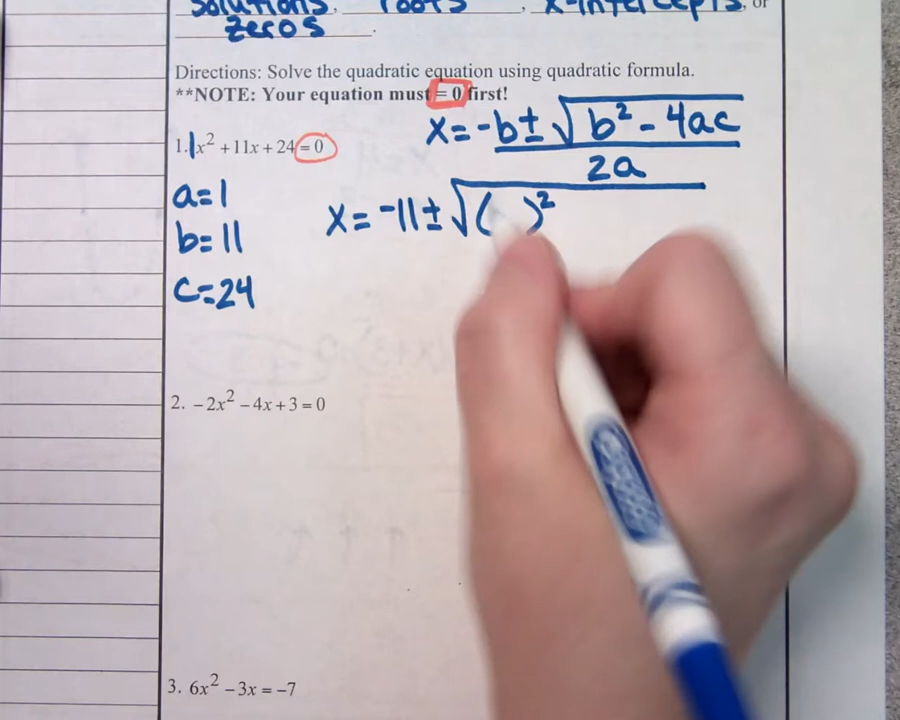 solutions, roots, x-intercepts, or
zeros.
Directions: Solve the quadratic equation using quadratic formula.
**NOTE: Your equation must = 0 first!
x = -b ± √b² - 4ac
2a
1. 1x² + 11x + 24 = 0
a = 1
x = -11 ± √( )²
b = 11
c = 24
2. -2x² - 4x + 3 = 0
3. 6x² - 3x = -7